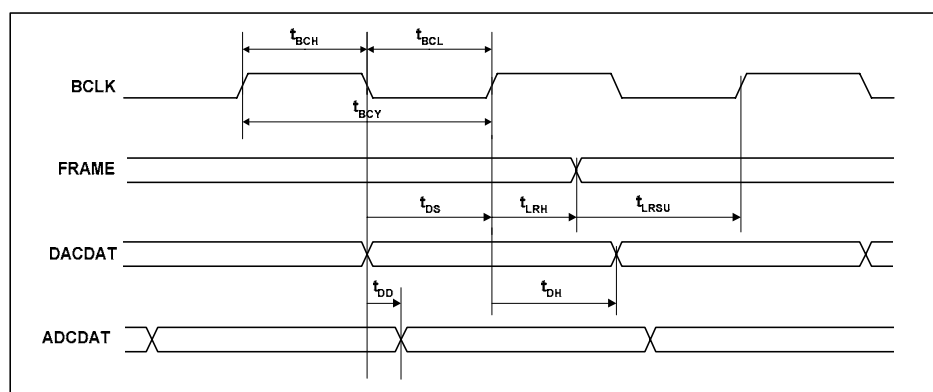 tBCH tBCL
BCLK
tBCY
FRAME
tDS tLRH tLRSU
DACDAT
tDD tDH
ADCDAT